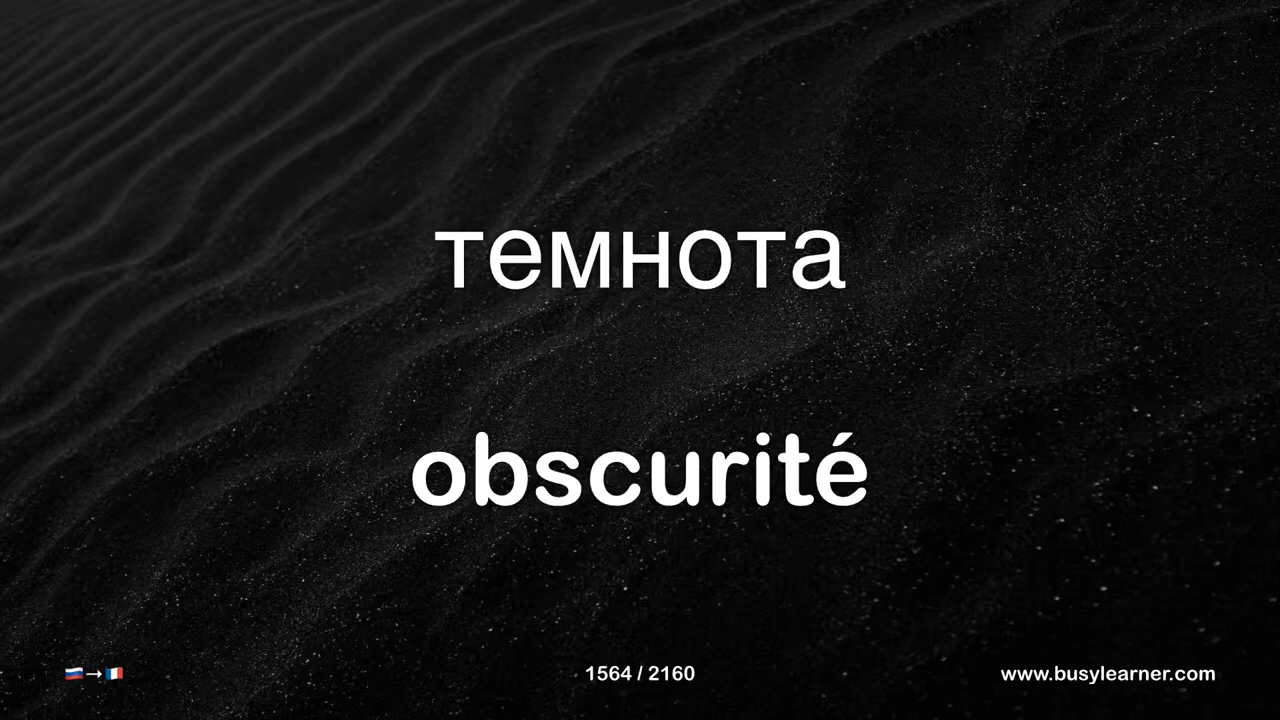 темнота
obscurité
🇷🇺→🇫🇷
1564 / 2160
www.busylearner.com